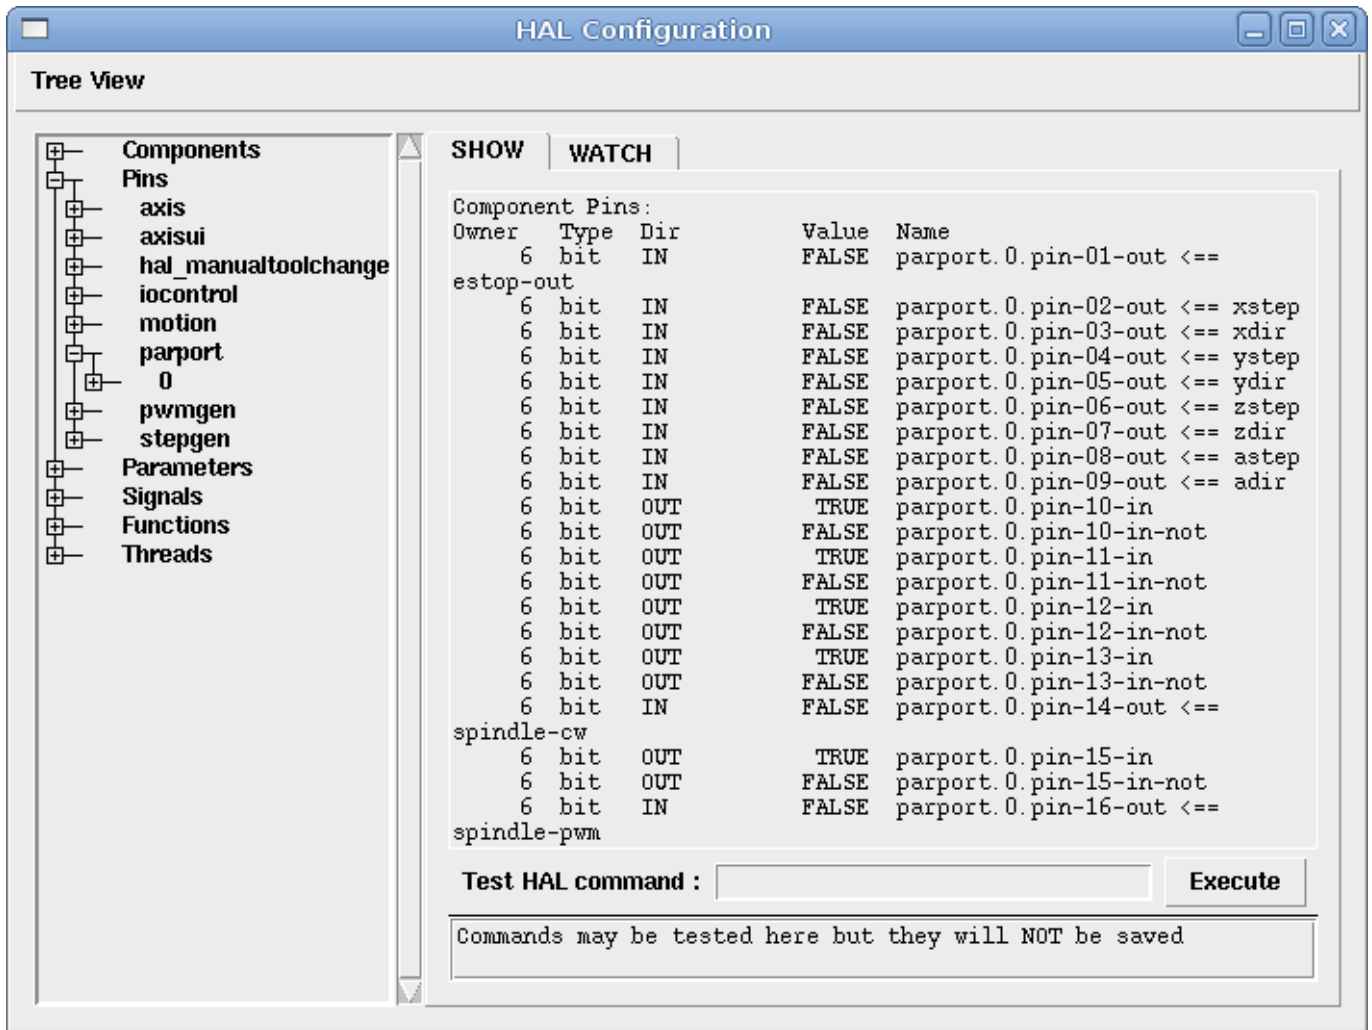 HAL Configuration
Tree View
Components
Pins
axis
axisui
hal_manualtoolchange
iocontrol
motion
parport
0
pwmgen
stepgen
Parameters
Signals
Functions
Threads
SHOW WATCH
Component Pins:
Owner Type Dir Value Name
6 bit IN FALSE parport.0.pin-01-out <==
estop-out
6 bit IN FALSE parport.0.pin-02-out <== xstep
6 bit IN FALSE parport.0.pin-03-out <== xdir
6 bit IN FALSE parport.0.pin-04-out <== ystep
6 bit IN FALSE parport.0.pin-05-out <== ydir
6 bit IN FALSE parport.0.pin-06-out <== zstep
6 bit IN FALSE parport.0.pin-07-out <== zdir
6 bit IN FALSE parport.0.pin-08-out <== astep
6 bit IN FALSE parport.0.pin-09-out <== adir
6 bit OUT TRUE parport.0.pin-10-in
6 bit OUT FALSE parport.0.pin-10-in-not
6 bit OUT TRUE parport.0.pin-11-in
6 bit OUT FALSE parport.0.pin-11-in-not
6 bit OUT TRUE parport.0.pin-12-in
6 bit OUT FALSE parport.0.pin-12-in-not
6 bit OUT TRUE parport.0.pin-13-in
6 bit OUT FALSE parport.0.pin-13-in-not
6 bit IN FALSE parport.0.pin-14-out <==
spindle-cw
6 bit OUT TRUE parport.0.pin-15-in
6 bit OUT FALSE parport.0.pin-15-in-not
6 bit IN FALSE parport.0.pin-16-out <==
spindle-pwm
Test HAL command : Execute
Commands may be tested here but they will NOT be saved